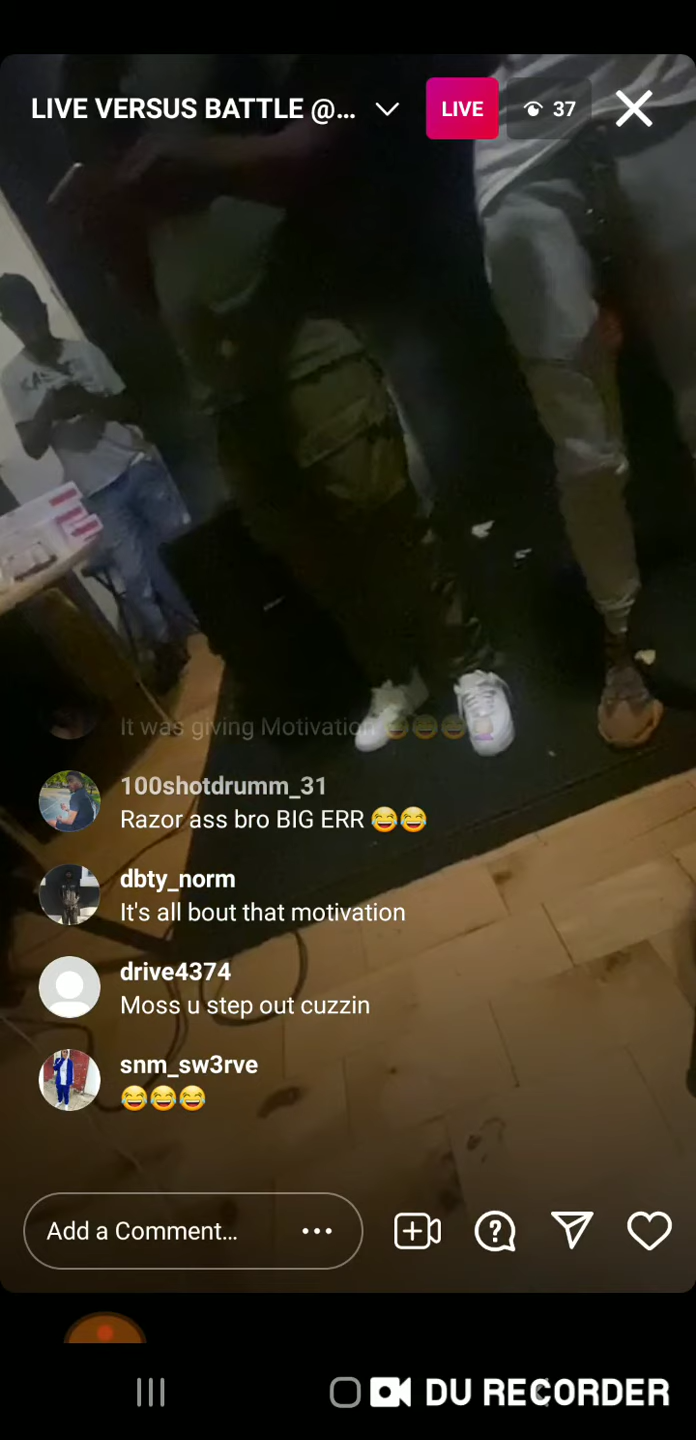 LIVE VERSUS BATTLE @...
LIVE
37
It was giving Motivation 😂😂😂
100shotdrumm_31
Razor ass bro BIG ERR 😂😂
dbty_norm
It's all bout that motivation
drive4374
Moss u step out cuzzin
snm_sw3rve
😂😂😂
Add a Comment...
DU RECORDER